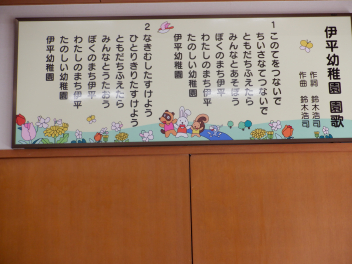 伊平幼稚園 園歌
作詞 鈴木浩司
作曲 鈴木浩司
1 このてをつないで
ちいさなてつないで
ともだちふえたら
みんなとあそぼう
ぼくのまち伊平
わたしのまち伊平
たのしい幼稚園
伊平幼稚園
2 なきむしたすけよう
ひとりきりたすけよう
ともだちふえたら
みんなとうたおう
ぼくのまち伊平
わたしのまち伊平
たのしい幼稚園
伊平幼稚園